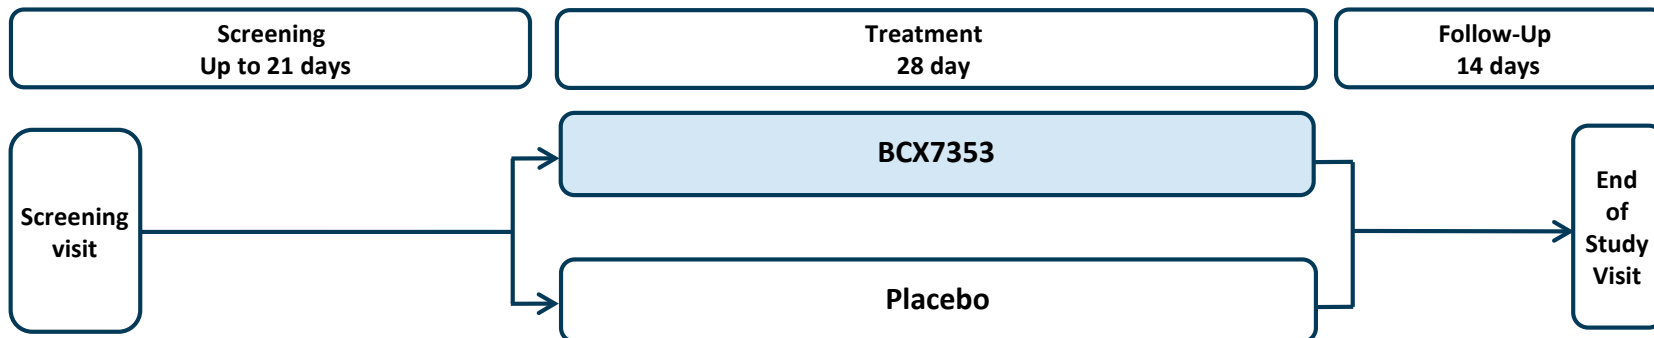 Screening
Up to 21 days
Treatment
28 day
Follow-Up
14 days
Screening
visit
BCX7353
Placebo
End
of
Study
Visit